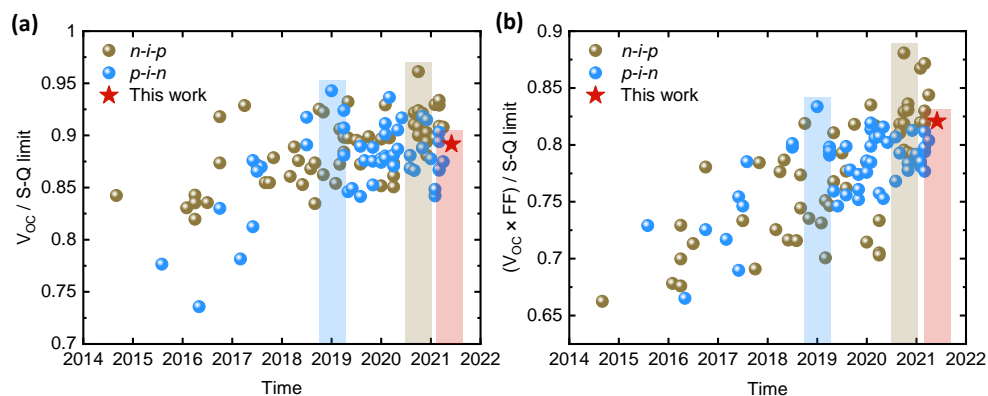 (a)
V_OC / S-Q limit
1
0.95
0.9
0.85
0.8
0.75
0.7
n-i-p
p-i-n
This work
2014 2015 2016 2017 2018 2019 2020 2021 2022
Time
(b)
(V_OC × FF) / S-Q limit
0.9
0.85
0.8
0.75
0.7
0.65
n-i-p
p-i-n
This work
2014 2015 2016 2017 2018 2019 2020 2021 2022
Time